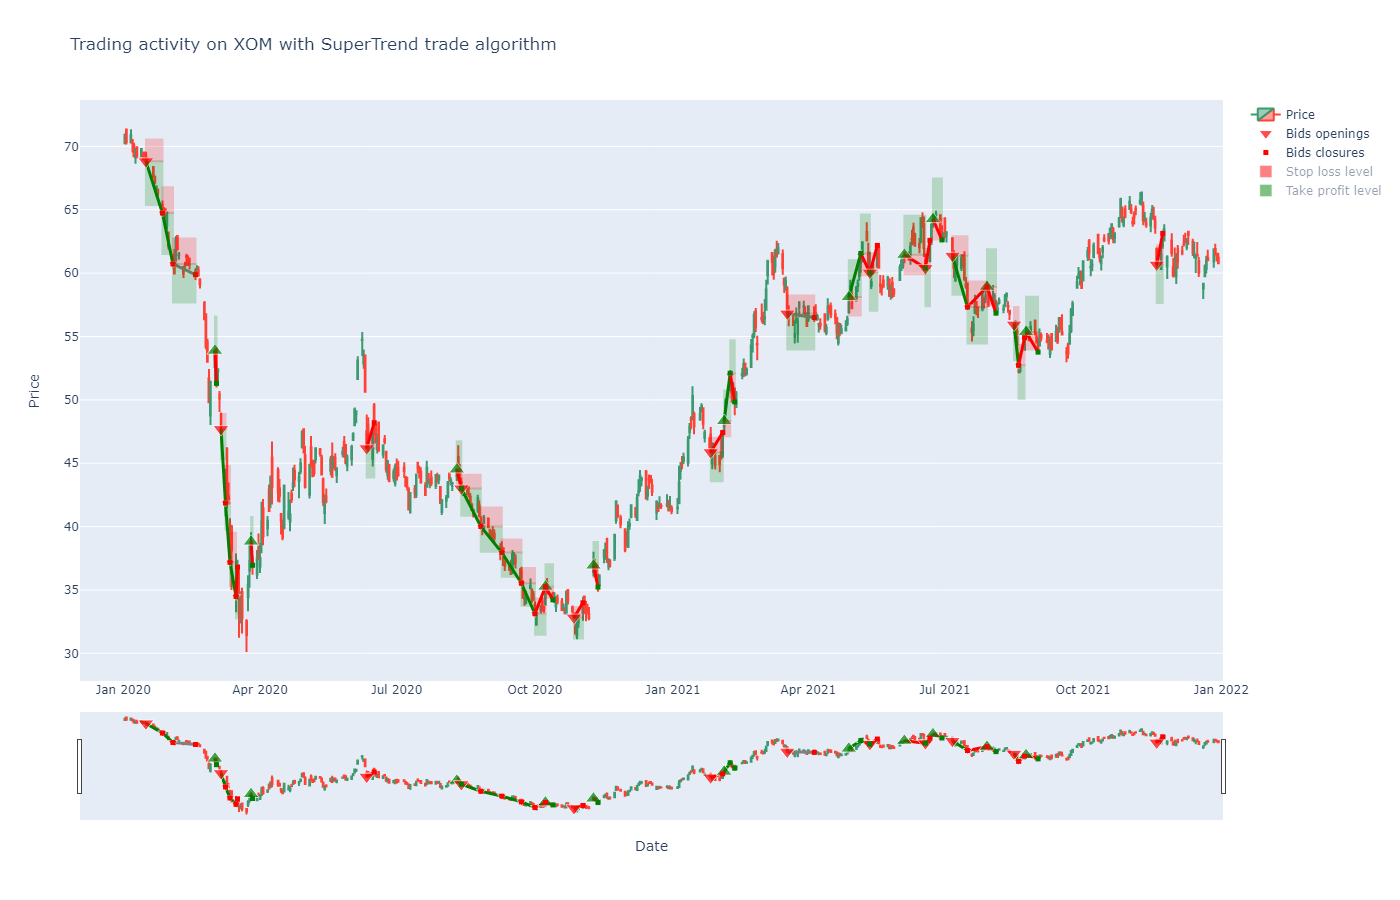 Trading activity on XOM with SuperTrend trade algorithm
Price
Bids openings
Bids closures
Stop loss level
Take profit level
70
65
60
55
50
45
40
35
30
Price
Jan 2020
Apr 2020
Jul 2020
Oct 2020
Jan 2021
Apr 2021
Jul 2021
Oct 2021
Jan 2022
Date